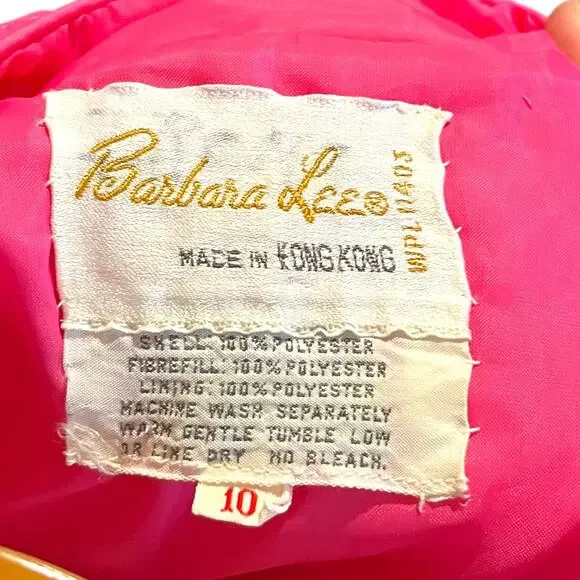 Barbara Lee®
WPL 11403
MADE IN KONG KONG
SHELL: 100% POLYESTER
FIBREFILL: 100% POLYESTER
LINING: 100% POLYESTER
MACHINE WASH SEPARATELY
WARM GENTLE TUMBLE LOW
OR LINE DRY NO BLEACH.
10